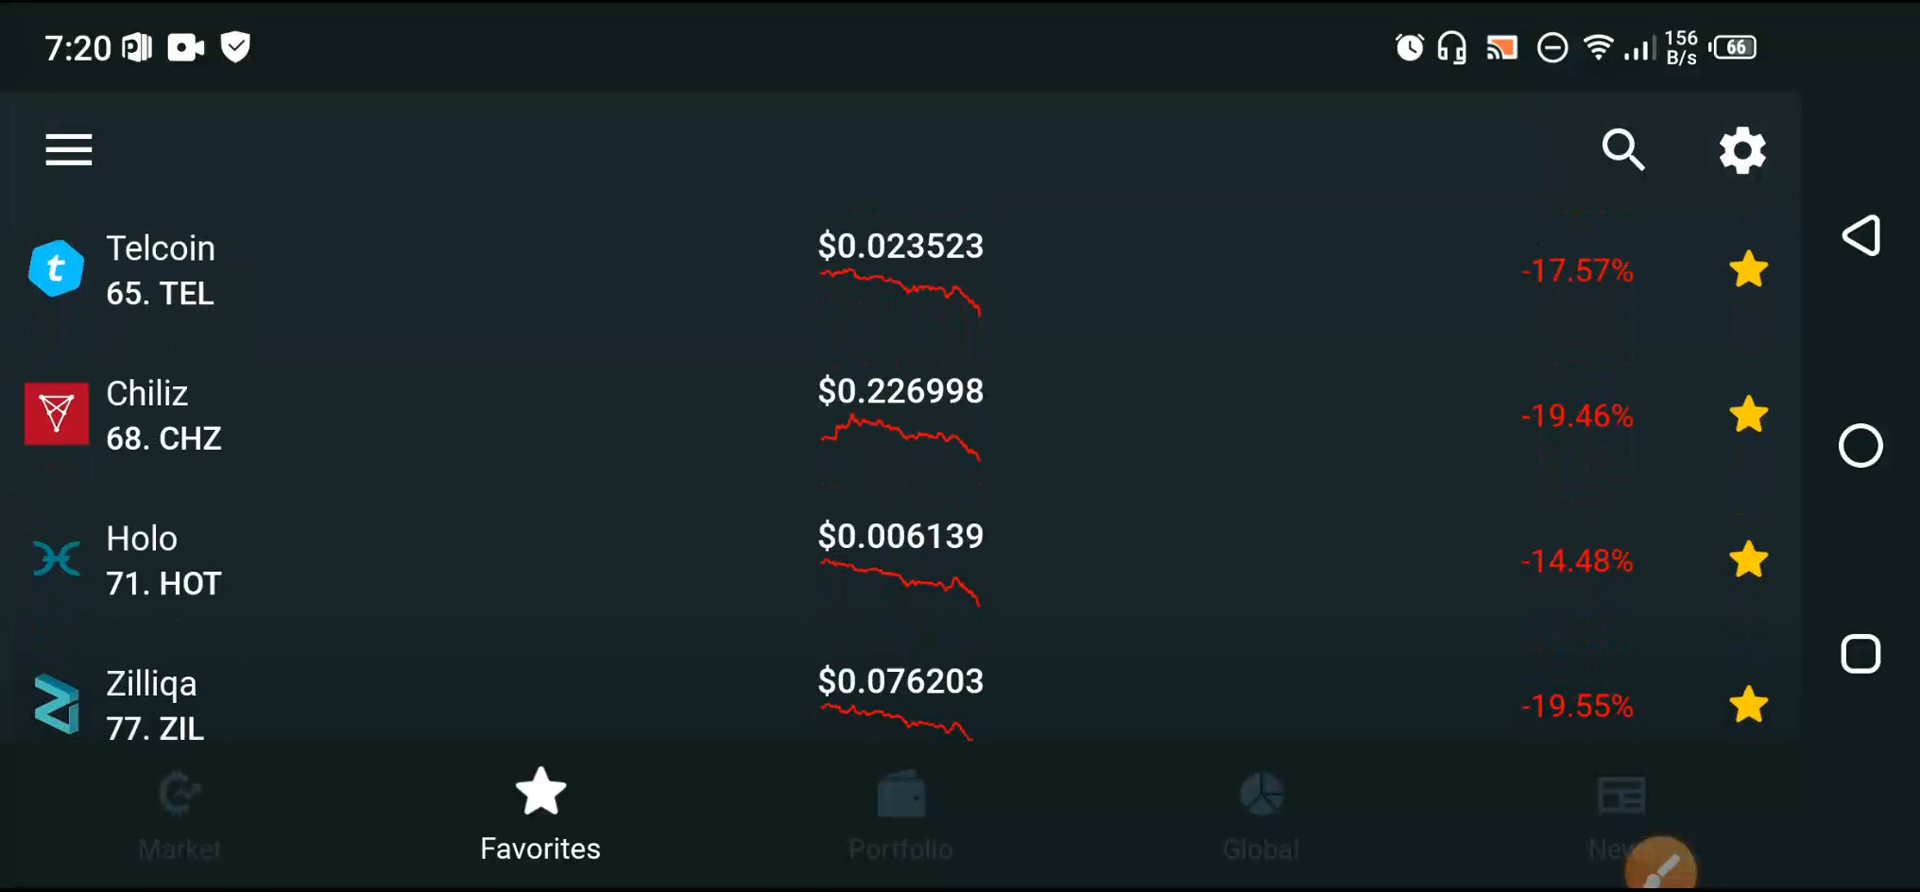 7:20
156
B/s
66
Telcoin
$0.023523
65. TEL
-17.57%
Chiliz
$0.226998
68. CHZ
-19.46%
Holo
$0.006139
71. HOT
-14.48%
Zilliqa
$0.076203
77. ZIL
-19.55%
Market
Favorites
Portfolio
Global